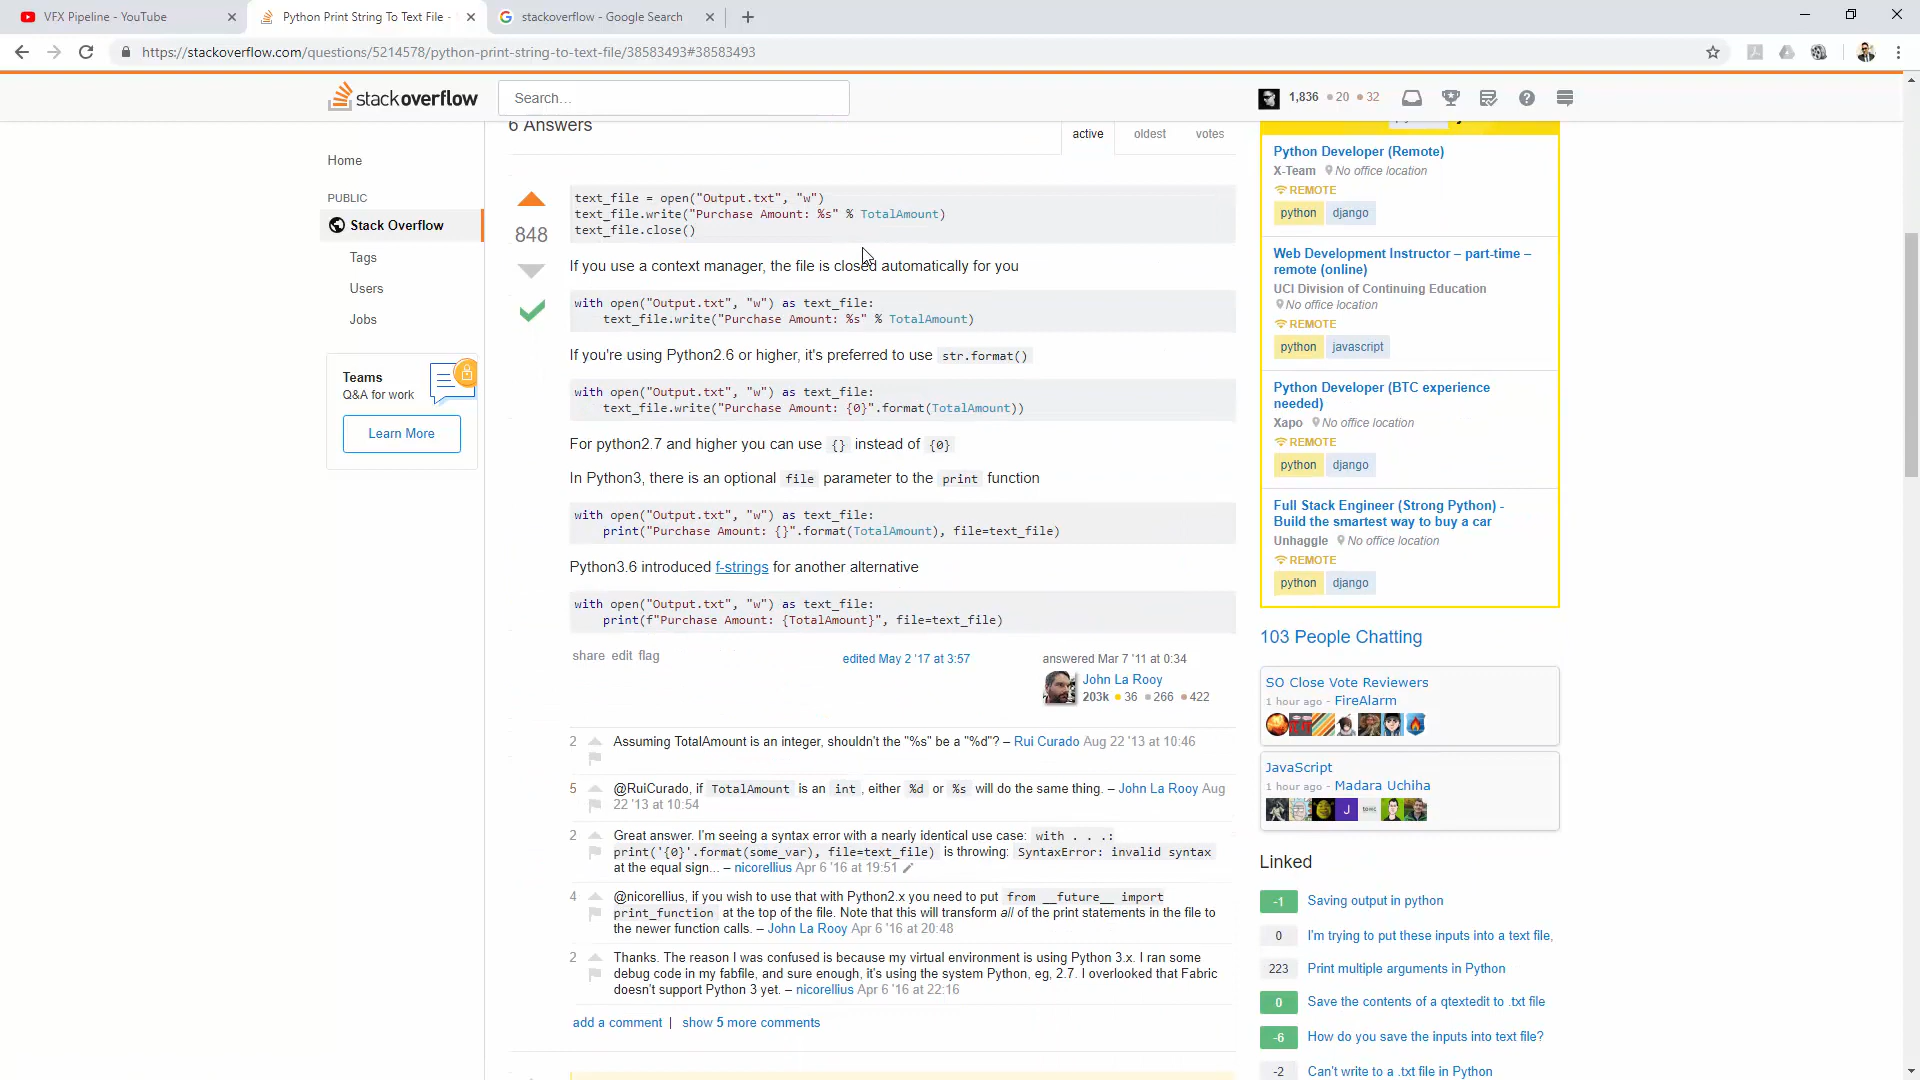 VFX Pipeline - YouTube
Python Print String To Text File -
stackoverflow - Google Search
https://stackoverflow.com/questions/5214578/python-print-string-to-text-file/38583493#38583493
stackoverflow
Search…
1,836 20 32
Home
PUBLIC
Stack Overflow
Tags
Users
Jobs
Teams
Q&A for work
Learn More
6 Answers
active oldest votes
848
text_file = open("Output.txt", "w")
text_file.write("Purchase Amount: %s" % TotalAmount)
text_file.close()
If you use a context manager, the file is closed automatically for you
with open("Output.txt", "w") as text_file:
text_file.write("Purchase Amount: %s" % TotalAmount)
If you're using Python2.6 or higher, it's preferred to use str.format()
with open("Output.txt", "w") as text_file:
text_file.write("Purchase Amount: {0}".format(TotalAmount))
For python2.7 and higher you can use {} instead of {0}
In Python3, there is an optional file parameter to the print function
with open("Output.txt", "w") as text_file:
print("Purchase Amount: {}".format(TotalAmount), file=text_file)
Python3.6 introduced f-strings for another alternative
with open("Output.txt", "w") as text_file:
print(f"Purchase Amount: {TotalAmount}", file=text_file)
share edit flag
edited May 2 '17 at 3:57
answered Mar 7 '11 at 0:34
John La Rooy
203k 36 266 422
2 Assuming TotalAmount is an integer, shouldn't the "%s" be a "%d"? – Rui Curado Aug 22 '13 at 10:46
5 @RuiCurado, if TotalAmount is an int, either %d or %s will do the same thing. – John La Rooy Aug
22 '13 at 10:54
2 Great answer. I'm seeing a syntax error with a nearly identical use case: with . . .:
print('{0}'.format(some_var), file=text_file) is throwing: SyntaxError: invalid syntax
at the equal sign... – nicorellius Apr 6 '16 at 19:51
4 @nicorellius, if you wish to use that with Python2.x you need to put from __future__ import
print_function at the top of the file. Note that this will transform all of the print statements in the file to
the newer function calls. – John La Rooy Apr 6 '16 at 20:48
2 Thanks. The reason I was confused is because my virtual environment is using Python 3.x. I ran some
debug code in my fabfile, and sure enough, it's using the system Python, eg, 2.7. I overlooked that Fabric
doesn't support Python 3 yet. – nicorellius Apr 6 '16 at 22:16
add a comment | show 5 more comments
Python Developer (Remote)
X-Team No office location
REMOTE
python django
Web Development Instructor – part-time –
remote (online)
UCI Division of Continuing Education
No office location
REMOTE
python javascript
Python Developer (BTC experience
needed)
Xapo No office location
REMOTE
python django
Full Stack Engineer (Strong Python) -
Build the smartest way to buy a car
Unhaggle No office location
REMOTE
python django
103 People Chatting
SO Close Vote Reviewers
1 hour ago - FireAlarm
JavaScript
1 hour ago - Madara Uchiha
J
Linked
-1 Saving output in python
0 I'm trying to put these inputs into a text file,
223 Print multiple arguments in Python
0 Save the contents of a qtextedit to .txt file
-6 How do you save the inputs into text file?
-2 Can't write to a .txt file in Python